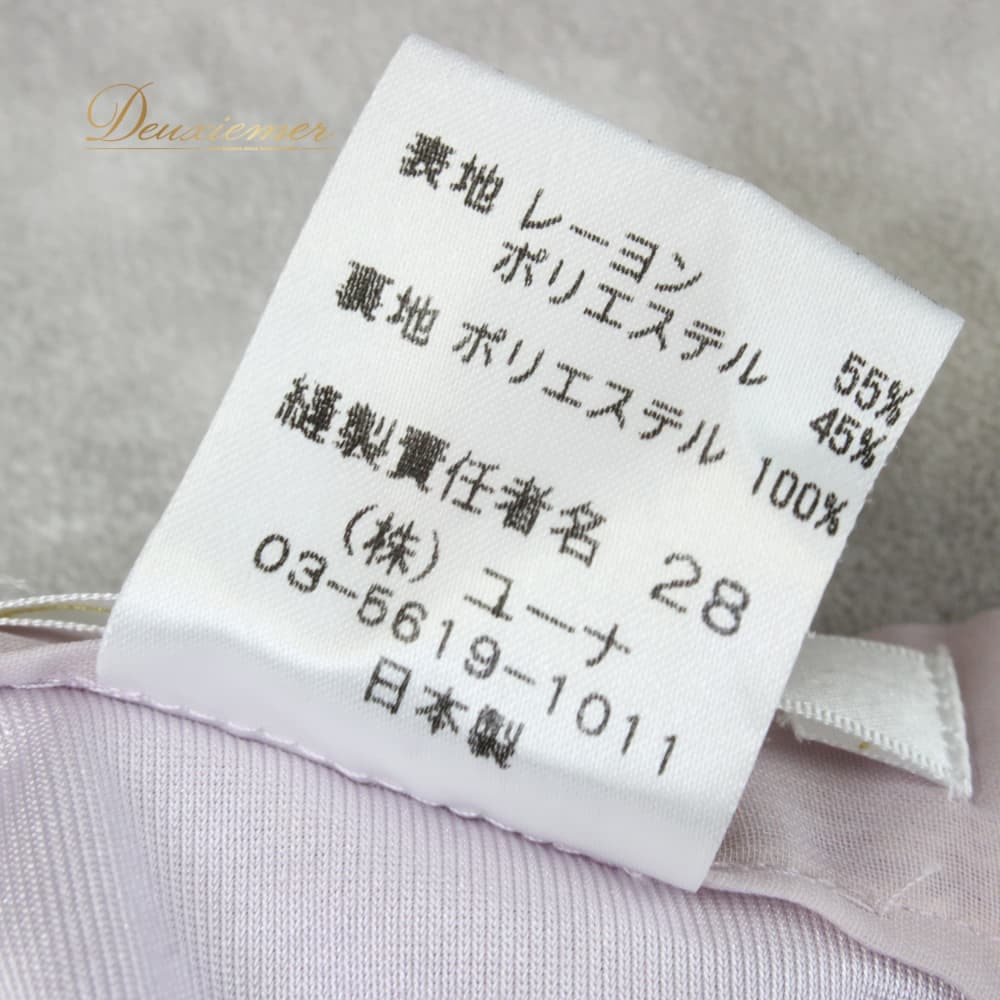 Deuxiemer
表地 レーヨン 55%
ポリエステル 45%
裏地 ポリエステル 100%
縫製責任者名 28
(株) ユーナ
03-5619-1011
日本製